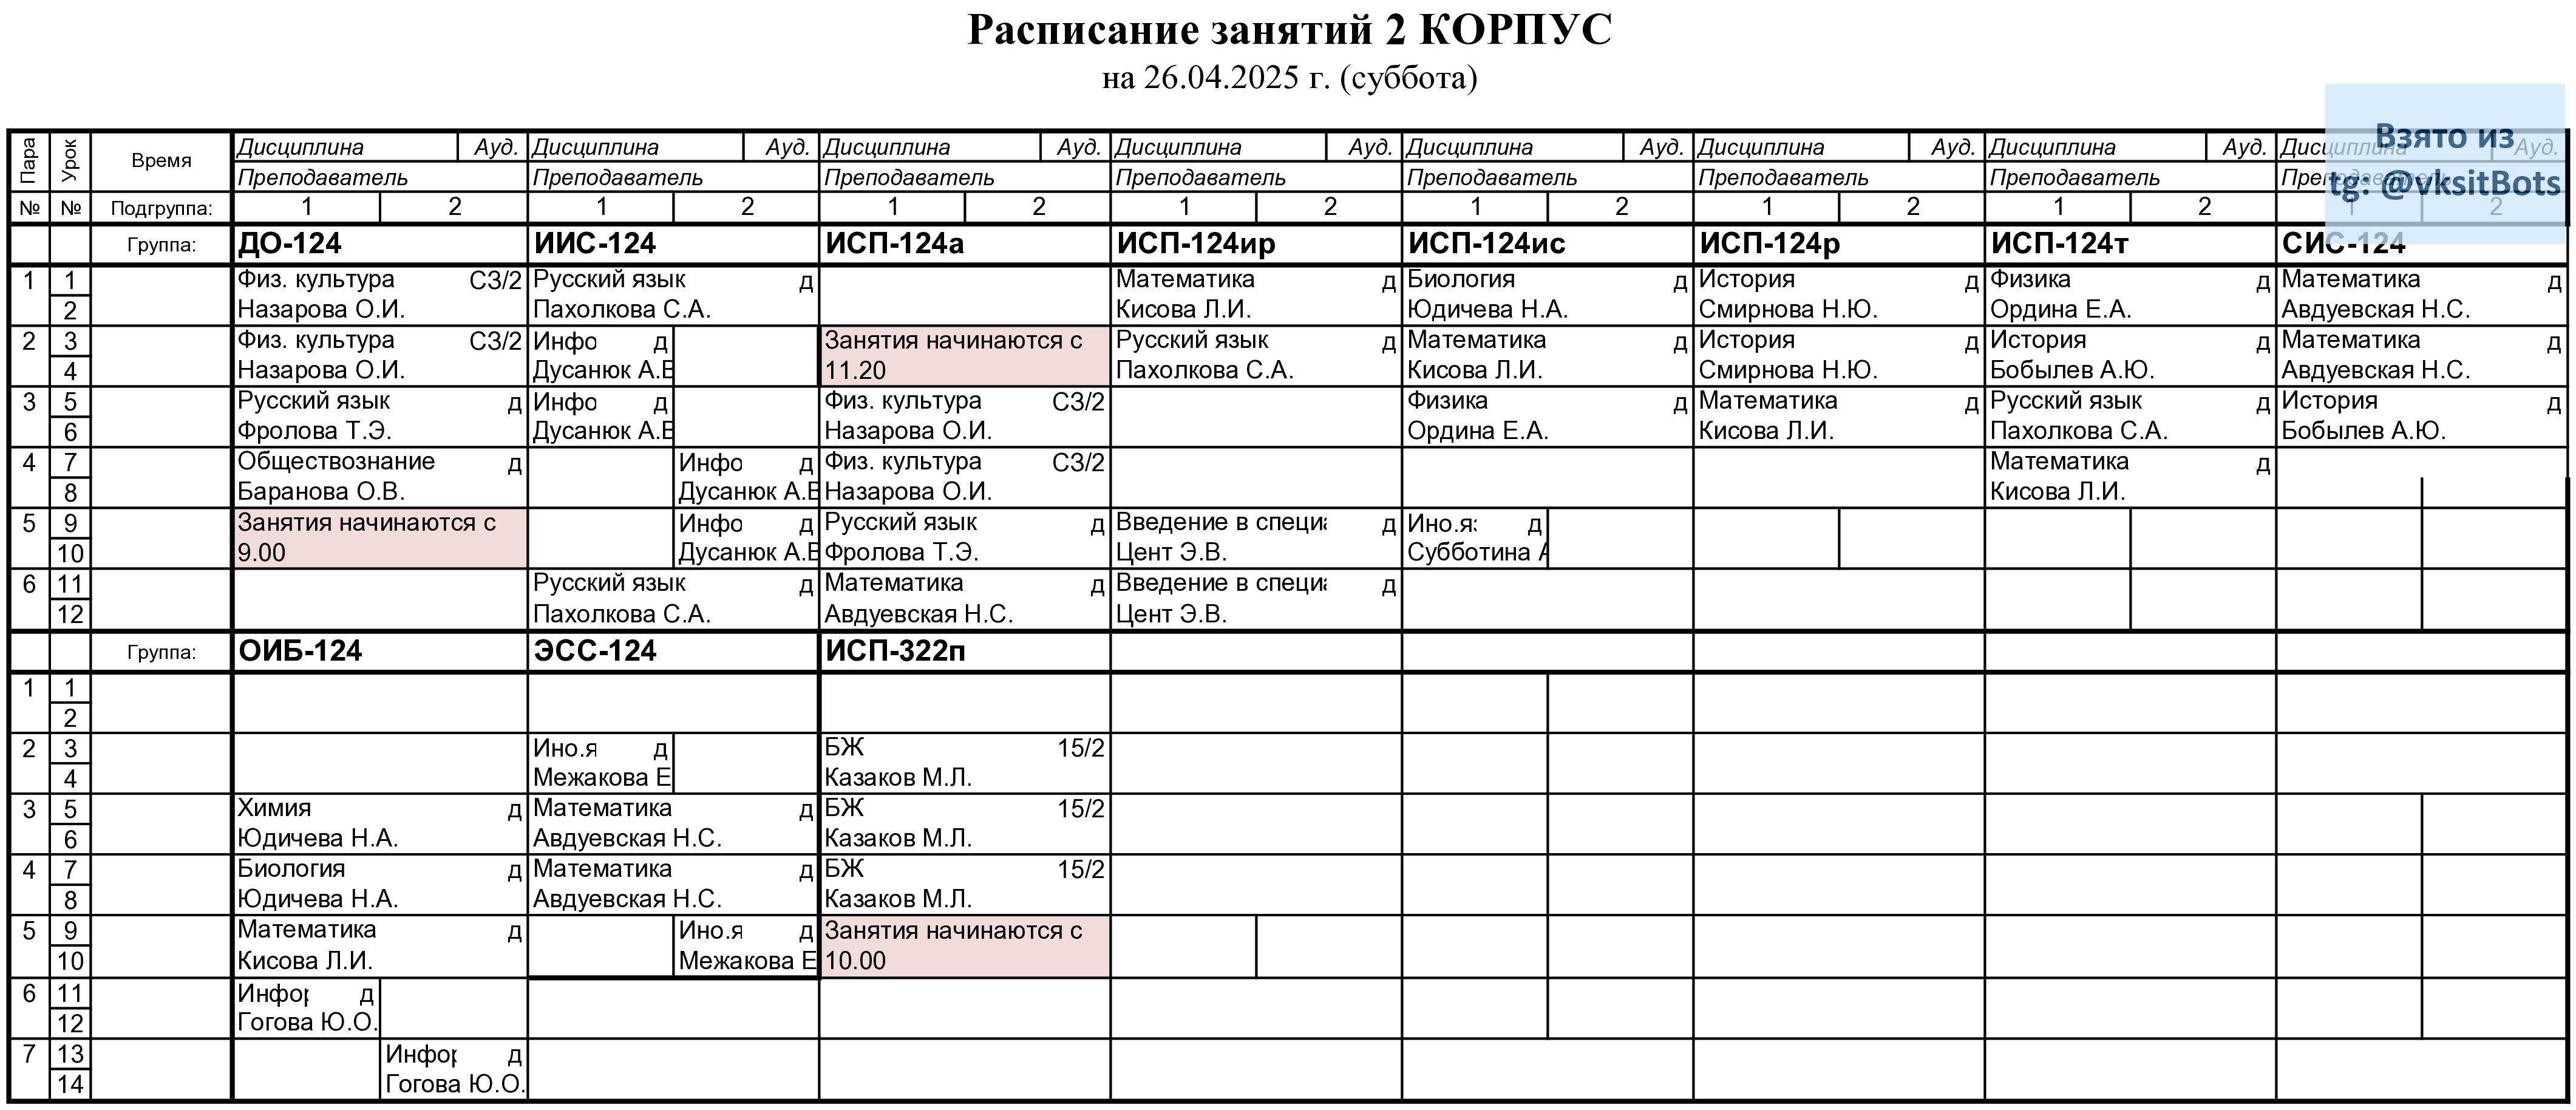 Расписание занятий 2 КОРПУС
на 26.04.2025 г. (суббота)
Взято из
tg: @vksitBots
Пара Урок Время Дисциплина Ауд. Дисциплина Ауд. Дисциплина Ауд. Дисциплина Ауд. Дисциплина Ауд. Дисциплина Ауд. Дисциплина Ауд. Дисциплина Ауд.
Преподаватель Преподаватель Преподаватель Преподаватель Преподаватель Преподаватель Преподаватель Преподаватель
№ № Подгруппа: 1 2 1 2 1 2 1 2 1 2 1 2 1 2 1 2
Группа: ДО-124 ИИС-124 ИСП-124а ИСП-124ир ИСП-124ис ИСП-124р ИСП-124т СИС-124
1 1 Физ. культура С3/2 Русский язык д Математика д Биология д История д Физика д Математика д
2 Назарова О.И. Пахолкова С.А. Кисова Л.И. Юдичева Н.А. Смирнова Н.Ю. Ордина Е.А. Авдуевская Н.С.
2 3 Физ. культура С3/2 Инфо д Занятия начинаются с Русский язык д Математика д История д История д Математика д
4 Назарова О.И. Дусанюк А.В 11.20 Пахолкова С.А. Кисова Л.И. Смирнова Н.Ю. Бобылев А.Ю. Авдуевская Н.С.
3 5 Русский язык д Инфо д Физ. культура С3/2 Физика д Математика д Русский язык д История д
6 Фролова Т.Э. Дусанюк А.В Назарова О.И. Ордина Е.А. Кисова Л.И. Пахолкова С.А. Бобылев А.Ю.
4 7 Обществознание д Инфо д Физ. культура С3/2 Математика д
8 Баранова О.В. Дусанюк А.В Назарова О.И. Кисова Л.И.
5 9 Занятия начинаются с Инфо д Русский язык д Введение в специа д Ино.яз д
10 9.00 Дусанюк А.В Фролова Т.Э. Цент Э.В. Субботина А
6 11 Русский язык д Математика д Введение в специа д
12 Пахолкова С.А. Авдуевская Н.С. Цент Э.В.
Группа: ОИБ-124 ЭСС-124 ИСП-322п
1 1
2
2 3 Ино.я д БЖ 15/2
4 Межакова Е Казаков М.Л.
3 5 Химия д Математика д БЖ 15/2
6 Юдичева Н.А. Авдуевская Н.С. Казаков М.Л.
4 7 Биология д Математика д БЖ 15/2
8 Юдичева Н.А. Авдуевская Н.С. Казаков М.Л.
5 9 Математика д Ино.я д Занятия начинаются с
10 Кисова Л.И. Межакова Е 10.00
6 11 Инфор д
12 Гогова Ю.О.
7 13 Инфор д
14 Гогова Ю.О.